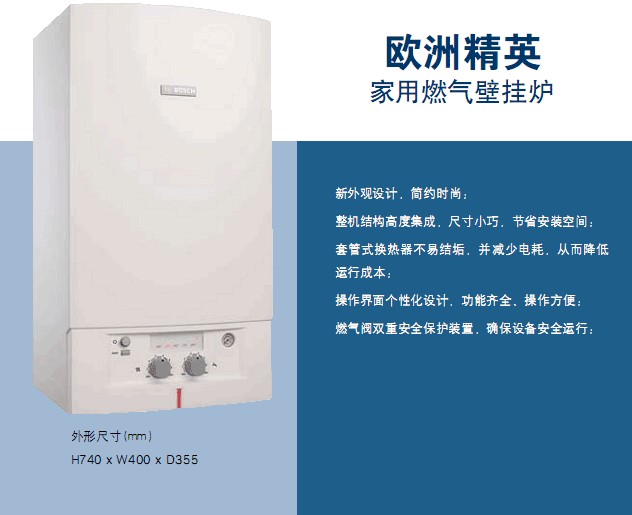 欧洲精英
家用燃气壁挂炉
BOSCH
新外观设计，简约时尚；
整机结构高度集成，尺寸小巧，节省安装空间；
套管式换热器不易结垢，并减少电耗，从而降低
运行成本；
操作界面个性化设计，功能齐全，操作方便；
燃气阀双重安全保护装置，确保设备安全运行；
外形尺寸(mm)
H740 x W400 x D355